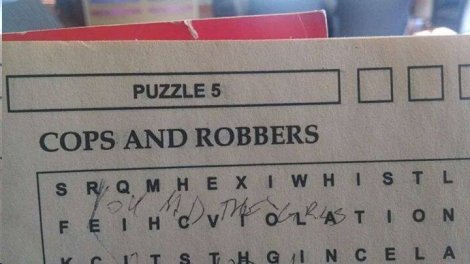 PUZZLE 5
COPS AND ROBBERS
S R Q M H E X I W H I S T L
F E I H C V I O L A T I O N
K C I T S T H G I N C E L A